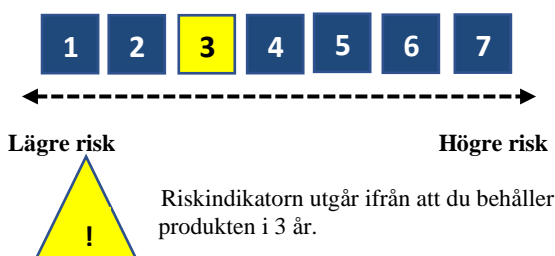 1 2 3 4 5 6 7
Lägre risk Högre risk
Riskindikatorn utgår ifrån att du behåller
produkten i 3 år.
!